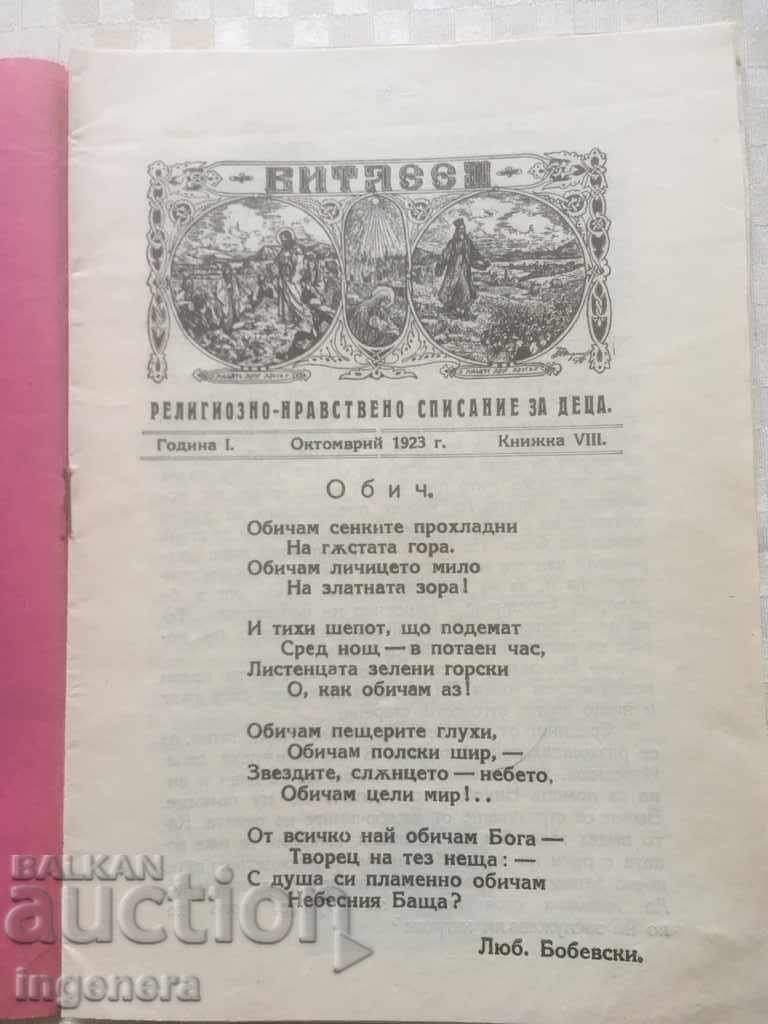 ВИТЛЕЕМ
РЕЛИГИОЗНО-НРАВСТВЕНО СПИСАНИЕ ЗА ДЕЦА.
Година I. Октомврий 1923 г. Книжка VIII.
Обич.
Обичам сенките прохладни
На гѫстата гора.
Обичам личицето мило
На златната зора!
И тихи шепот, що подемат
Сред нощ — в потаен час,
Листенцата зелени горски
О, как обичам аз!
Обичам пещерите глухи,
Обичам полски шир, —
Звездите, слѫнцето — небето,
Обичам цели мир!..
От всичко най обичам Бога —
Творец на тез неща: —
С душа си пламенно обичам
Небесния Баща?
Люб. Бобевски.
BALKAN
auction
ingenera